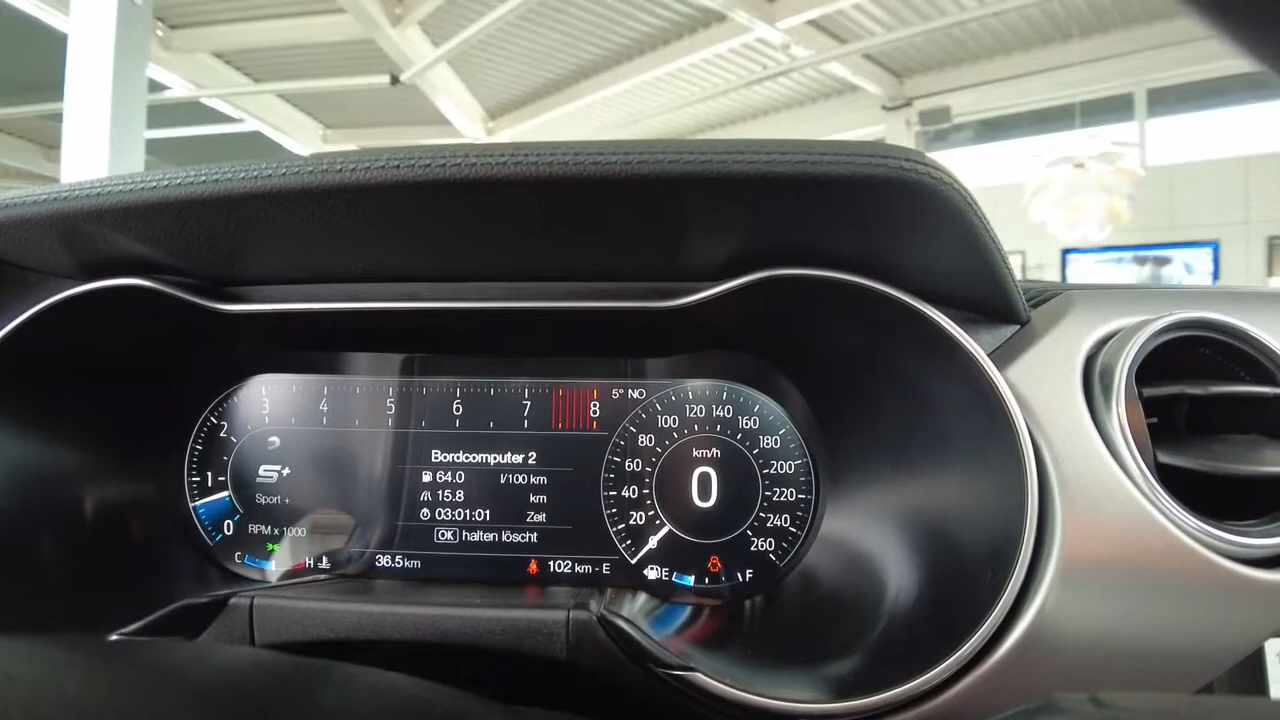 3 4 5 6 7 8
5° NO
2
1
0
S+
Sport +
RPM x 1000
C H
Bordcomputer 2
64.0 l/100 km
15.8 km
03:01:01 Zeit
OK halten löscht
36.5 km
102 km - E
0 20 40 60 80 100 120 140 160 180 200 220 240 260
km/h
0
E F